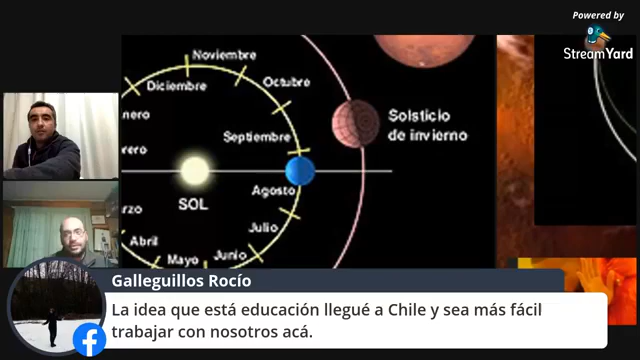 Powered by
StreamYard
Noviembre
Diciembre
Octubre
nero
Solsticio
de invierno
Septiembre
rero
Agosto
SOL
rzo
Julio
Abril
Junio
Mayo
Galleguillos Rocío
La idea que está educación llegué a Chile y sea más fácil
trabajar con nosotros acá.